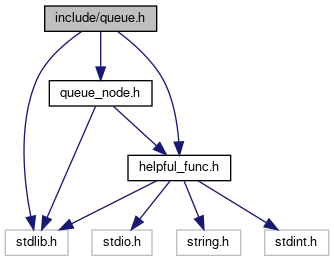 include/queue.h
queue_node.h
helpful_func.h
stdlib.h
stdio.h
string.h
stdint.h